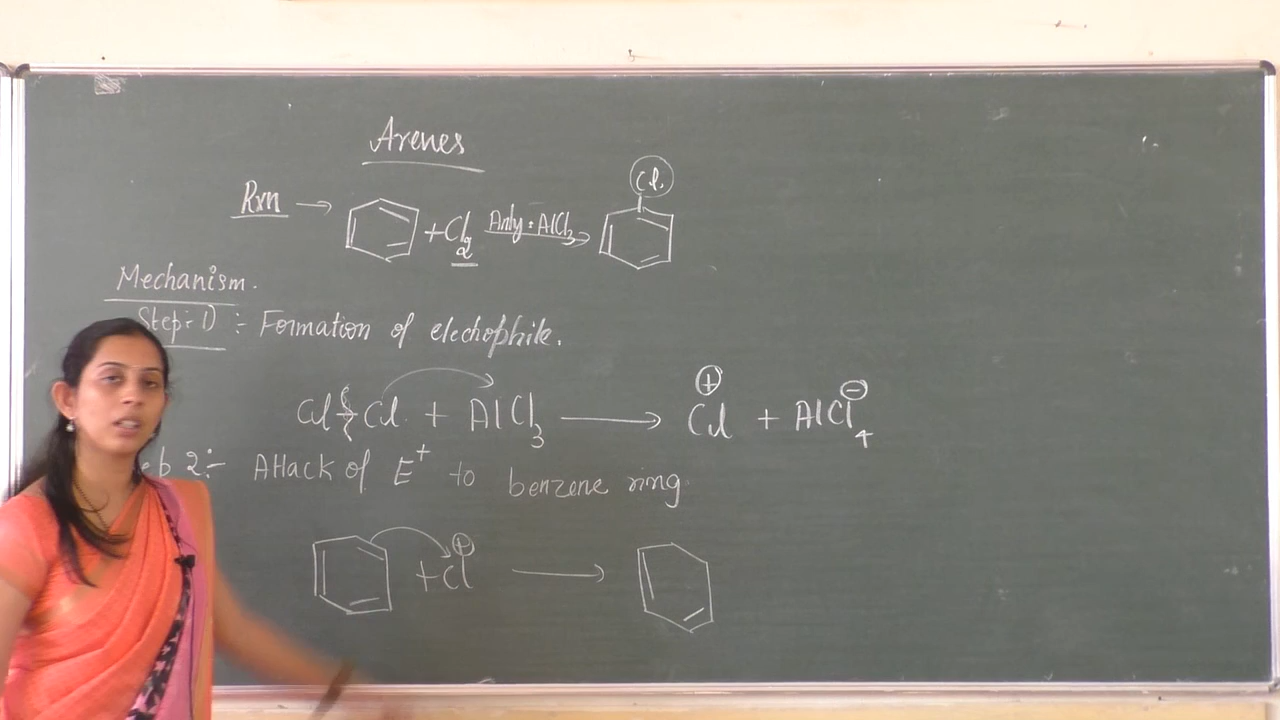 Arenes
Rxn → + Cl2 Anhy: AlCl3 → Cl
Mechanism.
Step:-1) :- Formation of electrophile.
Cl Cl + AlCl3 → Cl⊕ + AlCl4⊖
2:- Attack of E+ to benzene ring.
+ Cl⊕ →